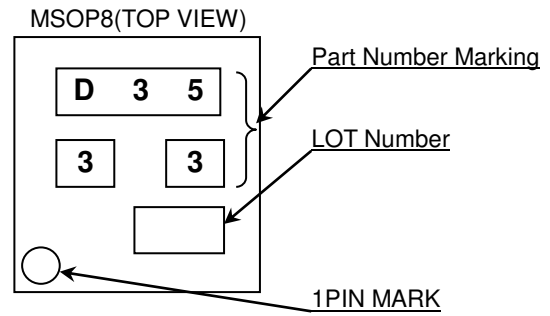 MSOP8(TOP VIEW)
Part Number Marking
D 3 5
LOT Number
3 3
1PIN MARK